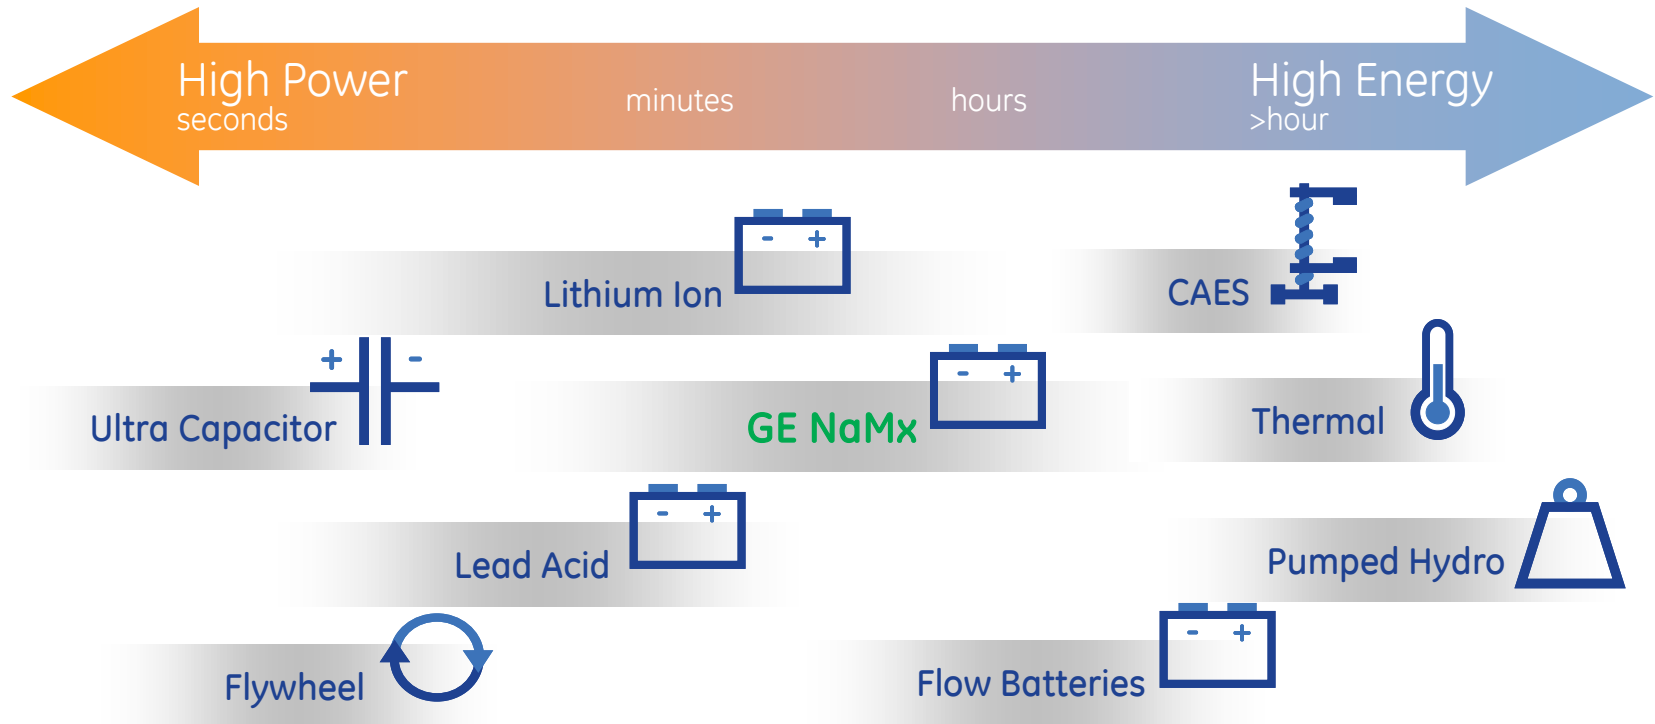 High Power
seconds
minutes
hours
High Energy
>hour
- +
Lithium Ion
CAES
+ -
Ultra Capacitor
- +
GE NaMx
Thermal
- +
Lead Acid
Pumped Hydro
Flywheel
- +
Flow Batteries